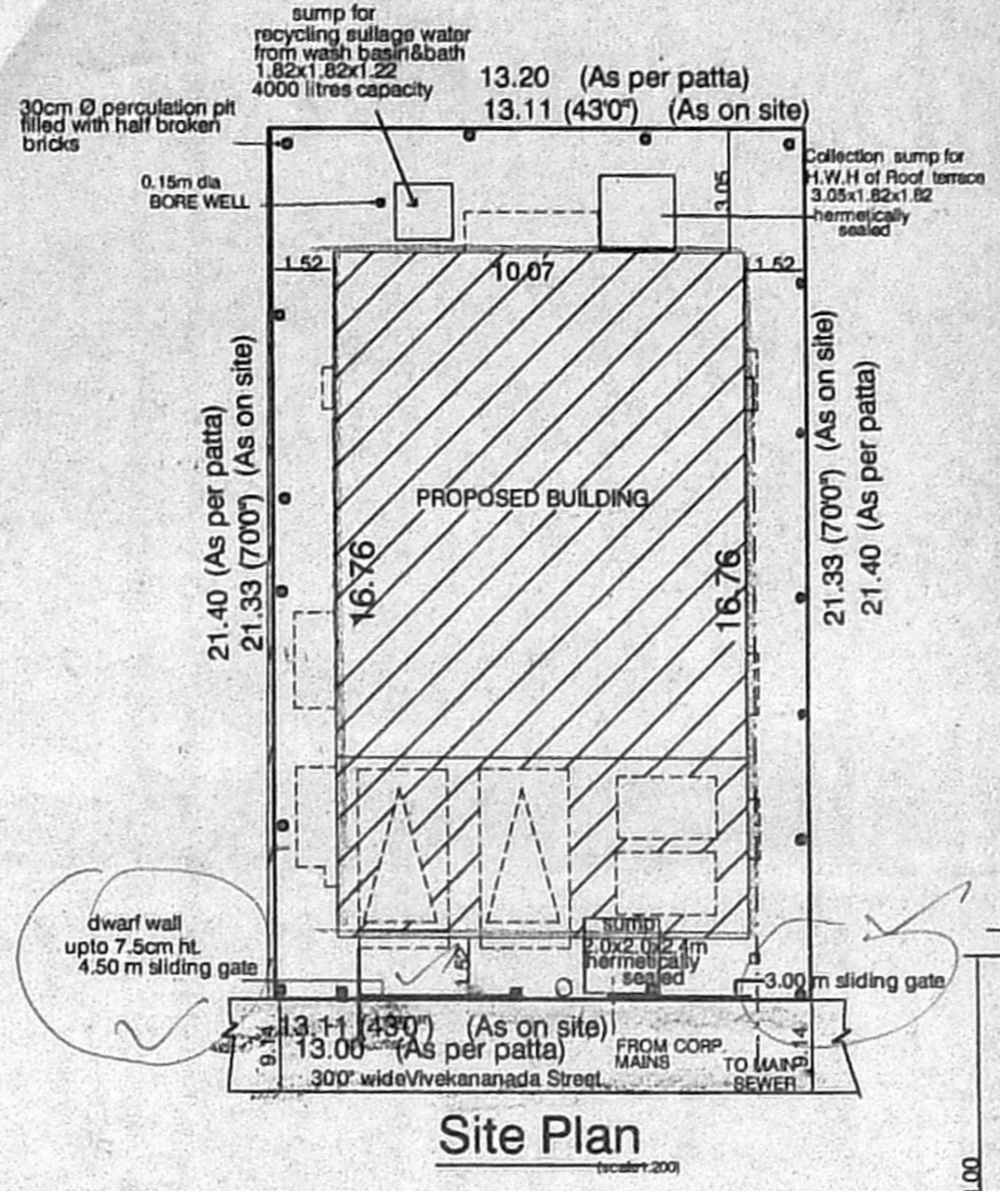 sump for
recycling sullage water
from wash basin&bath
1.82x1.82x1.22
4000 litres capacity
13.20 (As per patta)
13.11 (43'0") (As on site)
30cm Ø perculation pit
filled with half broken
bricks
0.15m dia
BORE WELL
Collection sump for
H.W.H of Roof terrace
3.05x1.82x1.82
hermetically
sealed
3.05
1.52
10.07
1.52
21.40 (As per patta)
21.33 (70'0") (As on site)
21.33 (70'0") (As on site)
21.40 (As per patta)
PROPOSED BUILDING
16.76
16.76
dwarf wall
upto 7.5cm ht.
4.50 m sliding gate
1.52
sump
2.0x2.0x2.4m
hermetically
sealed
3.00 m sliding gate
9.14
13.11 (43'0") (As on site)
13.00 (As per patta)
30'0" wideVivekananada Street
FROM CORP.
MAINS
TO MAIN
SEWER
9.14
Site Plan
(scale1:200)
.00